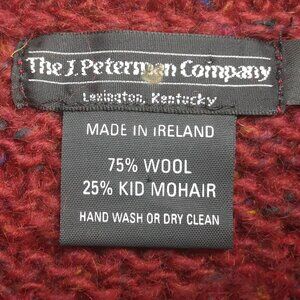 The J. Peterman Company
Lexington, Kentucky
MADE IN IRELAND
75% WOOL
25% KID MOHAIR
HAND WASH OR DRY CLEAN